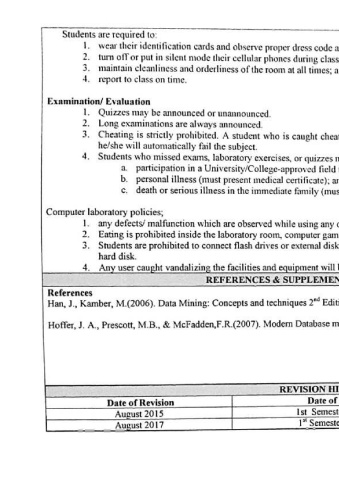 Students are required to:
1. wear their identification cards and observe proper dress code a
2. turn off or put in silent mode their cellular phones during class
3. maintain cleanliness and orderliness of the room at all times; a
4. report to class on time.
Examination/ Evaluation
1. Quizzes may be announced or unannounced.
2. Long examinations are always announced.
3. Cheating is strictly prohibited. A student who is caught chea
he/she will automatically fail the subject.
4. Students who missed exams, laboratory exercises, or quizzes m
a. participation in a University/College-approved field
b. personal illness (must present medical certificate); an
c. death or serious illness in the immediate family (mus
Computer laboratory policies;
1. any defects/ malfunction which are observed while using any c
2. Eating is prohibited inside the laboratory room, computer gam
3. Students are prohibited to connect flash drives or external disk
hard disk.
4. Any user caught vandalizing the facilities and equipment will
REFERENCES & SUPPLEMEN
References
Han, J., Kamber, M.(2006). Data Mining: Concepts and techniques 2nd Editi
Hoffer, J. A., Prescott, M.B., & McFadden,F.R.(2007). Modern Database m
REVISION HI
Date of Revision Date of
August 2015 1st Semest
August 2017 1st Semeste